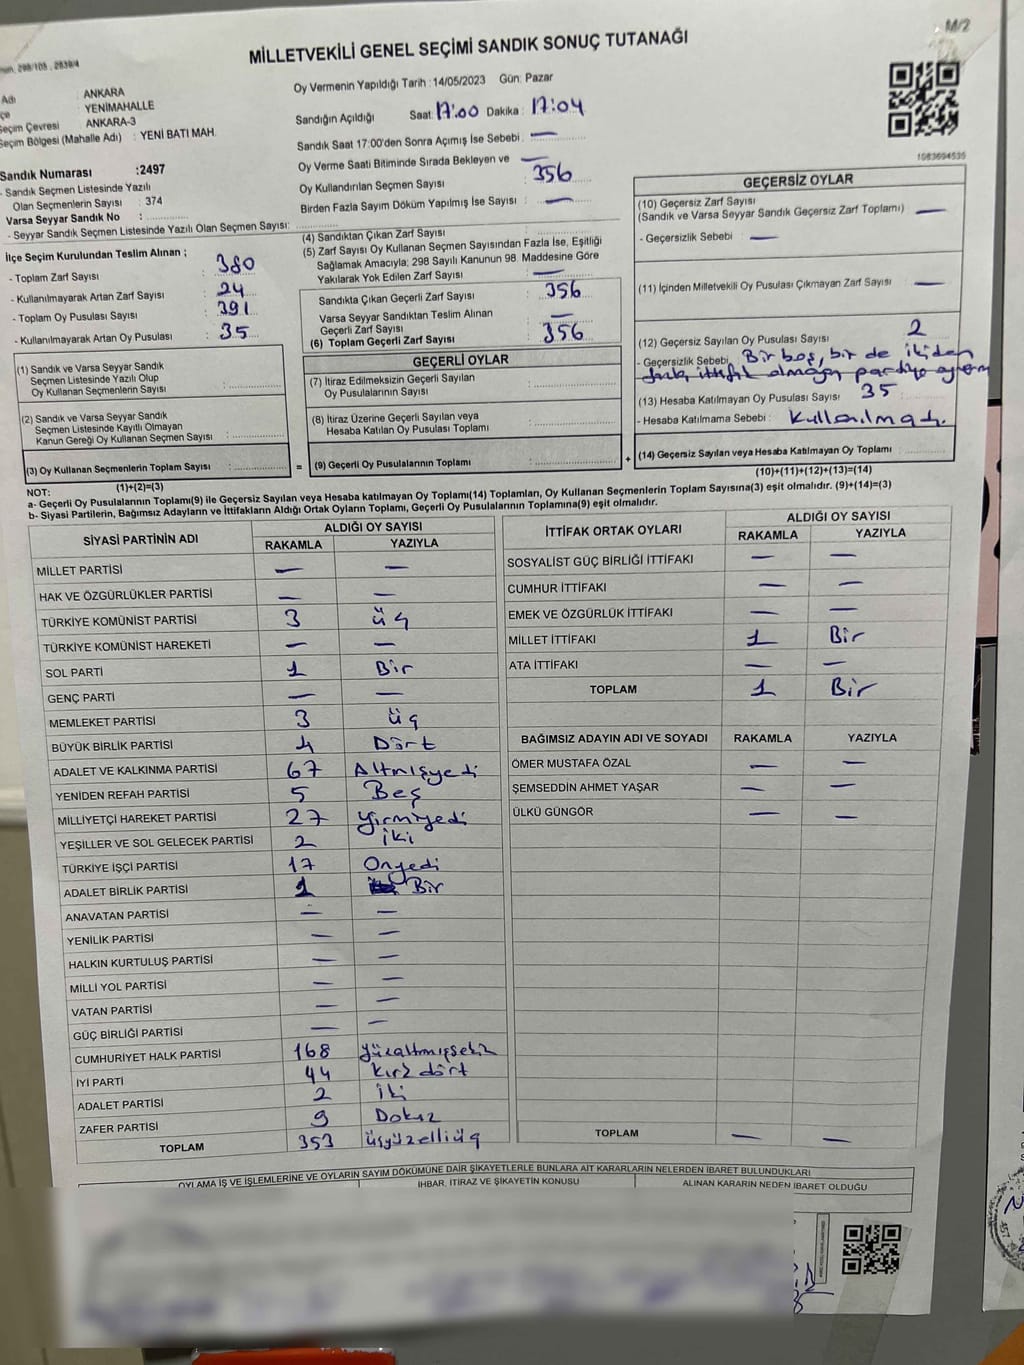 M/2
MİLLETVEKİLİ GENEL SEÇİMİ SANDIK SONUÇ TUTANAĞI
298/105 , 2839/4
Adı : ANKARA
YENİMAHALLE
Seçim Çevresi : ANKARA-3
Seçim Bölgesi (Mahalle Adı) : YENİ BATI MAH.
Sandık Numarası :2497
- Sandık Seçmen Listesinde Yazılı
Olan Seçmenlerin Sayısı : 374
Varsa Seyyar Sandık No :
- Seyyar Sandık Seçmen Listesinde Yazılı Olan Seçmen Sayısı:
Oy Vermenin Yapıldığı Tarih :14/05/2023 Gün: Pazar
Sandığın Açıldığı Saat: 17:00 Dakika: 17:04
Sandık Saat 17:00'den Sonra Açımış İse Sebebi : —
Oy Verme Saati Bitiminde Sırada Bekleyen ve —
Oy Kullandırılan Seçmen Sayısı : 356
Birden Fazla Sayım Döküm Yapılmış İse Sayısı : —
1083694535
İlçe Seçim Kurulundan Teslim Alınan ;
- Toplam Zarf Sayısı : 380
- Kullanılmayarak Artan Zarf Sayısı : 24
- Toplam Oy Pusulası Sayısı : 391
- Kullanılmayarak Artan Oy Pusulası : 35
(4) Sandıktan Çıkan Zarf Sayısı :
(5) Zarf Sayısı Oy Kullanan Seçmen Sayısından Fazla İse, Eşitliği
Sağlamak Amacıyla; 298 Sayılı Kanunun 98. Maddesine Göre
Yakılarak Yok Edilen Zarf Sayısı : —
Sandıkta Çıkan Geçerli Zarf Sayısı : 356
Varsa Seyyar Sandıktan Teslim Alınan
Geçerli Zarf Sayısı : —
(6) Toplam Geçerli Zarf Sayısı : 356
GEÇERSİZ OYLAR
(10) Geçersiz Zarf Sayısı
(Sandık ve Varsa Seyyar Sandık Geçersiz Zarf Toplamı) —
- Geçersizlik Sebebi : —
(11) İçinden Milletvekili Oy Pusulası Çıkmayan Zarf Sayısı : —
(12) Geçersiz Sayılan Oy Pusulası Sayısı : 2
- Geçersizlik Sebebi : Bir boş, bir de ikiden
fazla ittifak olmayan partiye
(13) Hesaba Katılmayan Oy Pusulası Sayısı : 35
- Hesaba Katılmama Sebebi : Kullanılmadı.
(14) Geçersiz Sayılan veya Hesaba Katılmayan Oy Toplamı :
(10)+(11)+(12)+(13)=(14)
(1) Sandık ve Varsa Seyyar Sandık
Seçmen Listesinde Yazılı Olup
Oy Kullanan Seçmenlerin Sayısı :
(2) Sandık ve Varsa Seyyar Sandık
Seçmen Listesinde Kayıtlı Olmayan
Kanun Gereği Oy Kullanan Seçmen Sayısı :
(3) Oy Kullanan Seçmenlerin Toplam Sayısı :
(1)+(2)=(3)
=
GEÇERLİ OYLAR
(7) İtiraz Edilmeksizin Geçerli Sayılan
Oy Pusulasının Sayısı :
(8) İtiraz Üzerine Geçerli Sayılan veya
Hesaba Katılan Oy Pusulası Toplamı :
(9) Geçerli Oy Pusulalarının Toplamı :
+
NOT:
a- Geçerli Oy Pusulalarının Toplamı(9) ile Geçersiz Sayılan veya Hesaba katılmayan Oy Toplamı(14) Toplamları, Oy Kullanan Seçmenlerin Toplam Sayısına(3) eşit olmalıdır. (9)+(14)=(3)
b- Siyasi Partilerin, Bağımsız Adayların ve İttifakların Aldığı Ortak Oyların Toplamı, Geçerli Oy Pusulalarının Toplamına(9) eşit olmalıdır.
SİYASİ PARTİNİN ADI ALDIĞI OY SAYISI
RAKAMLA YAZIYLA
MİLLET PARTİSİ — —
HAK VE ÖZGÜRLÜKLER PARTİSİ — —
TÜRKİYE KOMÜNİST PARTİSİ 3 üç
TÜRKİYE KOMÜNİST HAREKETİ — —
SOL PARTİ 1 Bir
GENÇ PARTİ — —
MEMLEKET PARTİSİ 3 üç
BÜYÜK BİRLİK PARTİSİ 4 Dört
ADALET VE KALKINMA PARTİSİ 67 Altmışyedi
YENİDEN REFAH PARTİSİ 5 Beş
MİLLİYETÇİ HAREKET PARTİSİ 27 Yirmiyedi
YEŞİLLER VE SOL GELECEK PARTİSİ 2 iki
TÜRKİYE İŞÇİ PARTİSİ 17 Onyedi
ADALET BİRLİK PARTİSİ 1 Bir
ANAVATAN PARTİSİ — —
YENİLİK PARTİSİ — —
HALKIN KURTULUŞ PARTİSİ — —
MİLLİ YOL PARTİSİ — —
VATAN PARTİSİ — —
GÜÇ BİRLİĞİ PARTİSİ — —
CUMHURİYET HALK PARTİSİ 168 yüzaltmışsekiz
İYİ PARTİ 44 kırk dört
ADALET PARTİSİ 2 İki
ZAFER PARTİSİ 9 Dokuz
TOPLAM 353 üçyüzelliüç
İTTİFAK ORTAK OYLARI ALDIĞI OY SAYISI
RAKAMLA YAZIYLA
SOSYALİST GÜÇ BİRLİĞİ İTTİFAKI — —
CUMHUR İTTİFAKI — —
EMEK VE ÖZGÜRLÜK İTTİFAKI — —
MİLLET İTTİFAKI 1 Bir
ATA İTTİFAKI — —
TOPLAM 1 Bir
BAĞIMSIZ ADAYIN ADI VE SOYADI RAKAMLA YAZIYLA
ÖMER MUSTAFA ÖZAL — —
ŞEMSEDDİN AHMET YAŞAR — —
ÜLKÜ GÜNGÖR — —
TOPLAM — —
OYLAMA İŞ VE İŞLEMLERİNE VE OYLARIN SAYIM DÖKÜMÜNE DAİR ŞİKAYETLERLE BUNLARA AİT KARARLARIN NELERDEN İBARET BULUNDUKLARI
İHBAR, İTİRAZ VE ŞİKAYETİN KONUSU ALINAN KARARIN NEDEN İBARET OLDUĞU